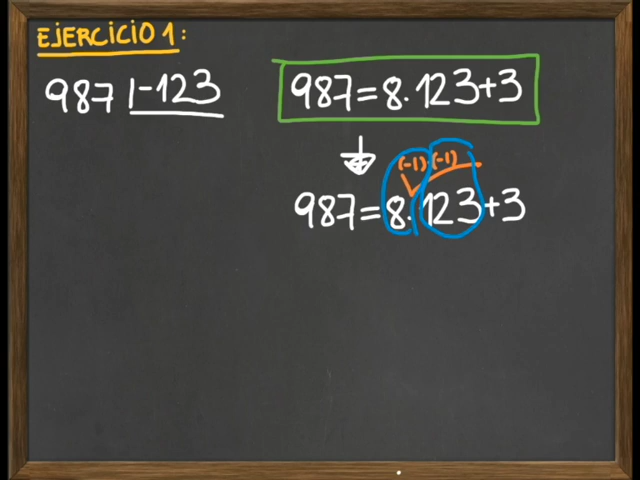 EJERCICIO 1:
987 |-123
987=8.123+3
(-1) (-1)
987=8.123+3